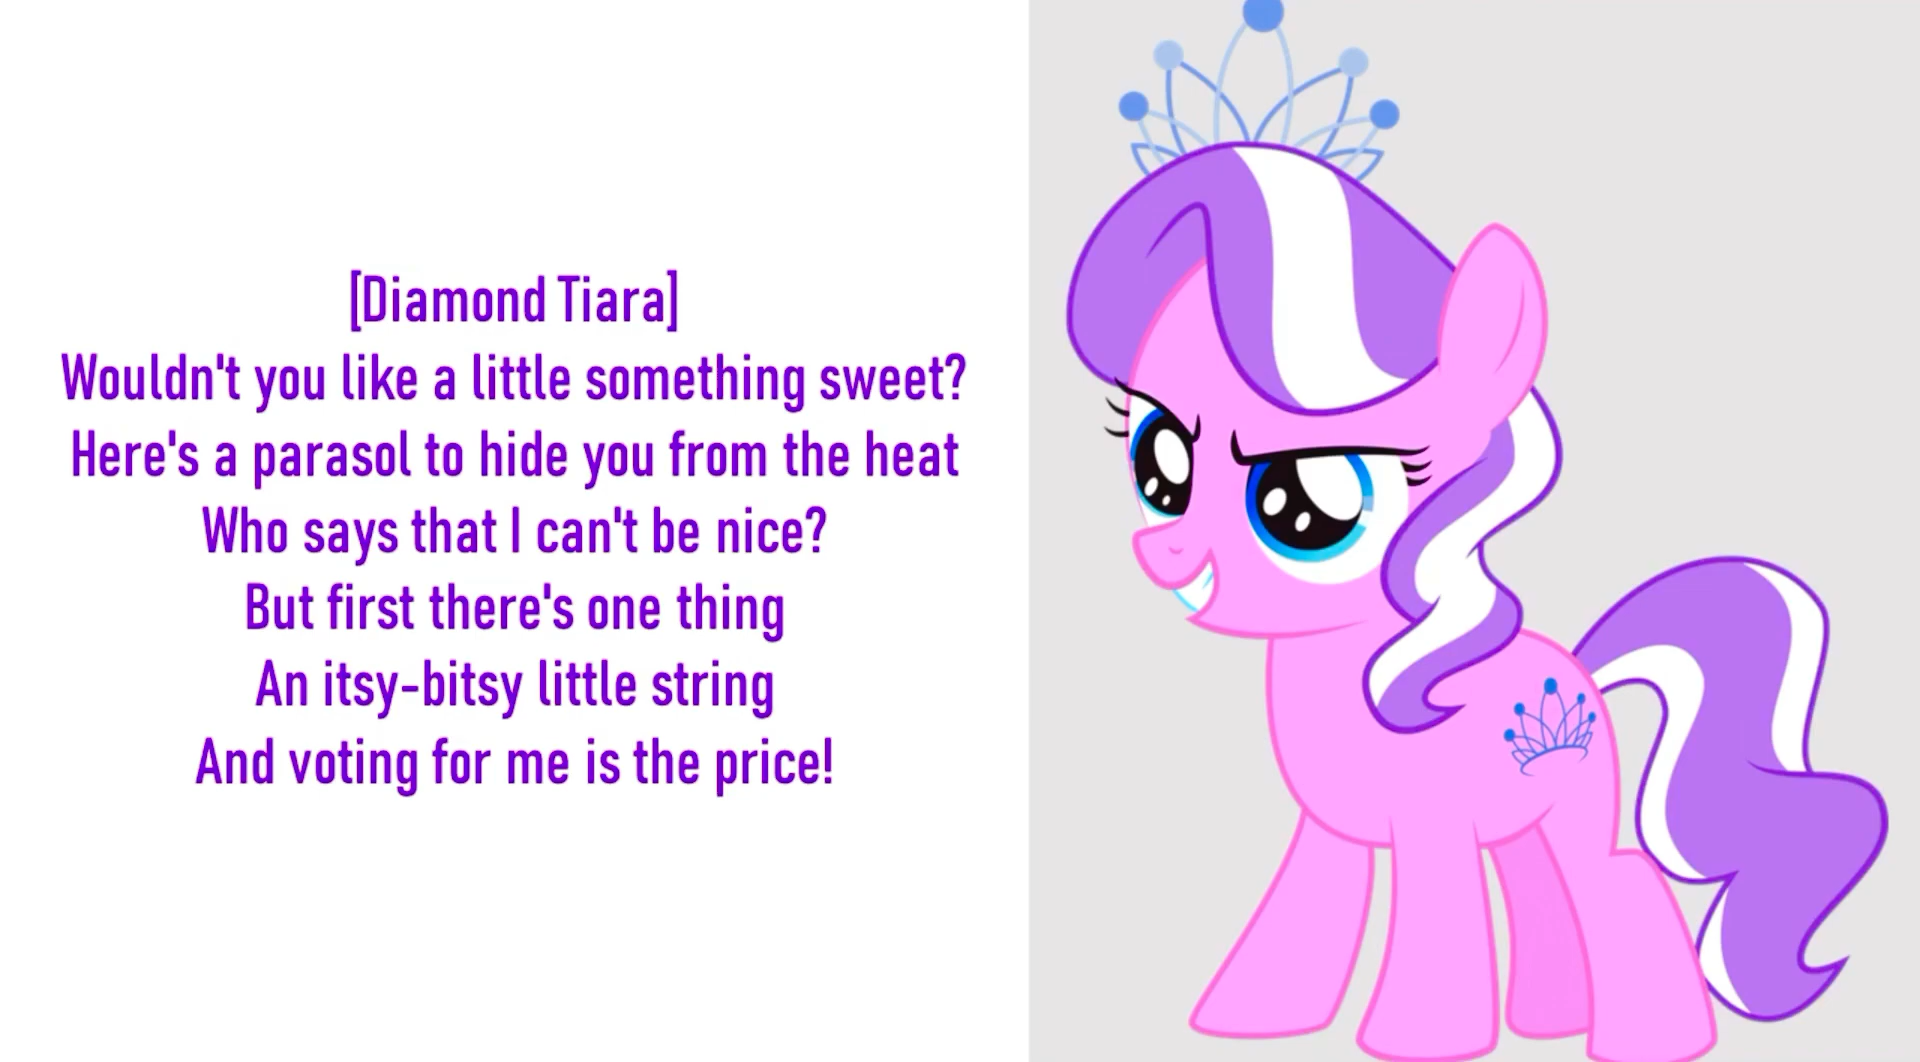 [Diamond Tiara]
Wouldn't you like a little something sweet?
Here's a parasol to hide you from the heat
Who says that I can't be nice?
But first there's one thing
An itsy-bitsy little string
And voting for me is the price!